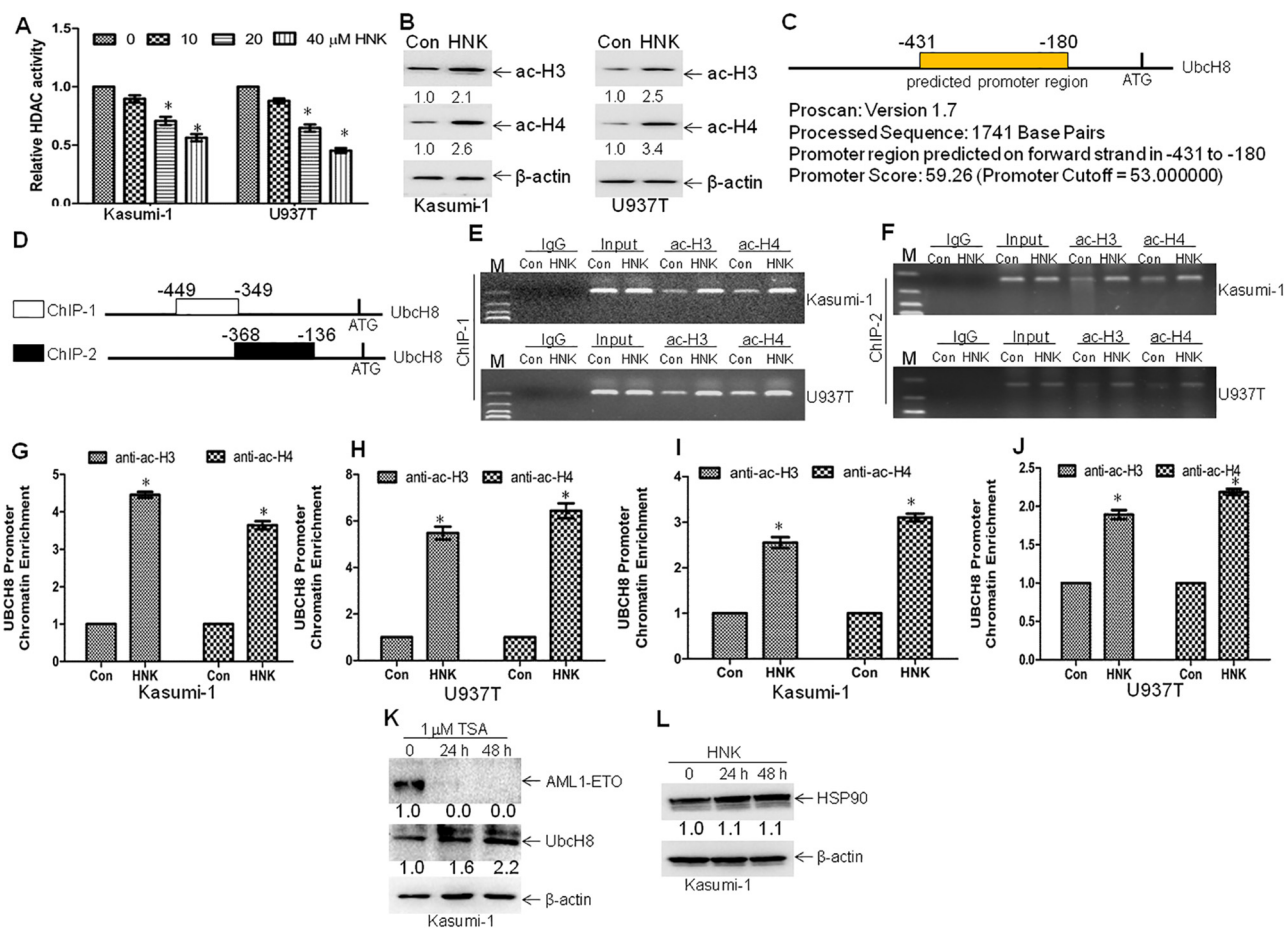 A
Relative HDAC activity
1.5
1.0
0.5
0.0
0 10 20 40 μM HNK
* * * *
Kasumi-1 U937T
B
Con HNK Con HNK
ac-H3 ac-H3
1.0 2.1 1.0 2.5
ac-H4 ac-H4
1.0 2.6 1.0 3.4
β-actin β-actin
Kasumi-1 U937T
C
-431 -180
UbcH8
predicted promoter region ATG
Proscan: Version 1.7
Processed Sequence: 1741 Base Pairs
Promoter region predicted on forward strand in -431 to -180
Promoter Score: 59.26 (Promoter Cutoff = 53.000000)
D
-449 -349
ChIP-1 UbcH8
ATG
-368 -136
ChIP-2 UbcH8
ATG
E
IgG Input ac-H3 ac-H4
M Con HNK Con HNK Con HNK Con HNK
Kasumi-1
ChIP-1
IgG Input ac-H3 ac-H4
M Con HNK Con HNK Con HNK Con HNK
U937T
F
IgG Input ac-H3 ac-H4
M Con HNK Con HNK Con HNK Con HNK
Kasumi-1
ChIP-2
IgG Input ac-H3 ac-H4
M Con HNK Con HNK Con HNK Con HNK
U937T
G
anti-ac-H3 anti-ac-H4
UBCH8 Promoter
Chromatin Enrichment
5
4
3
2
1
0
* *
Con HNK Con HNK
Kasumi-1
H
anti-ac-H3 anti-ac-H4
UBCH8 Promoter
Chromatin Enrichment
8
6
4
2
0
* *
Con HNK Con HNK
U937T
I
anti-ac-H3 anti-ac-H4
UBCH8 Promoter
Chromatin Enrichment
4
3
2
1
0
* *
Con HNK Con HNK
Kasumi-1
J
anti-ac-H3 anti-ac-H4
UBCH8 Promoter
Chromatin Enrichment
2.5
2.0
1.5
1.0
0.5
0.0
* *
Con HNK Con HNK
U937T
K
1 μM TSA
0 24 h 48 h
AML1-ETO
1.0 0.0 0.0
UbcH8
1.0 1.6 2.2
β-actin
Kasumi-1
L
HNK
0 24 h 48 h
HSP90
1.0 1.1 1.1
β-actin
Kasumi-1